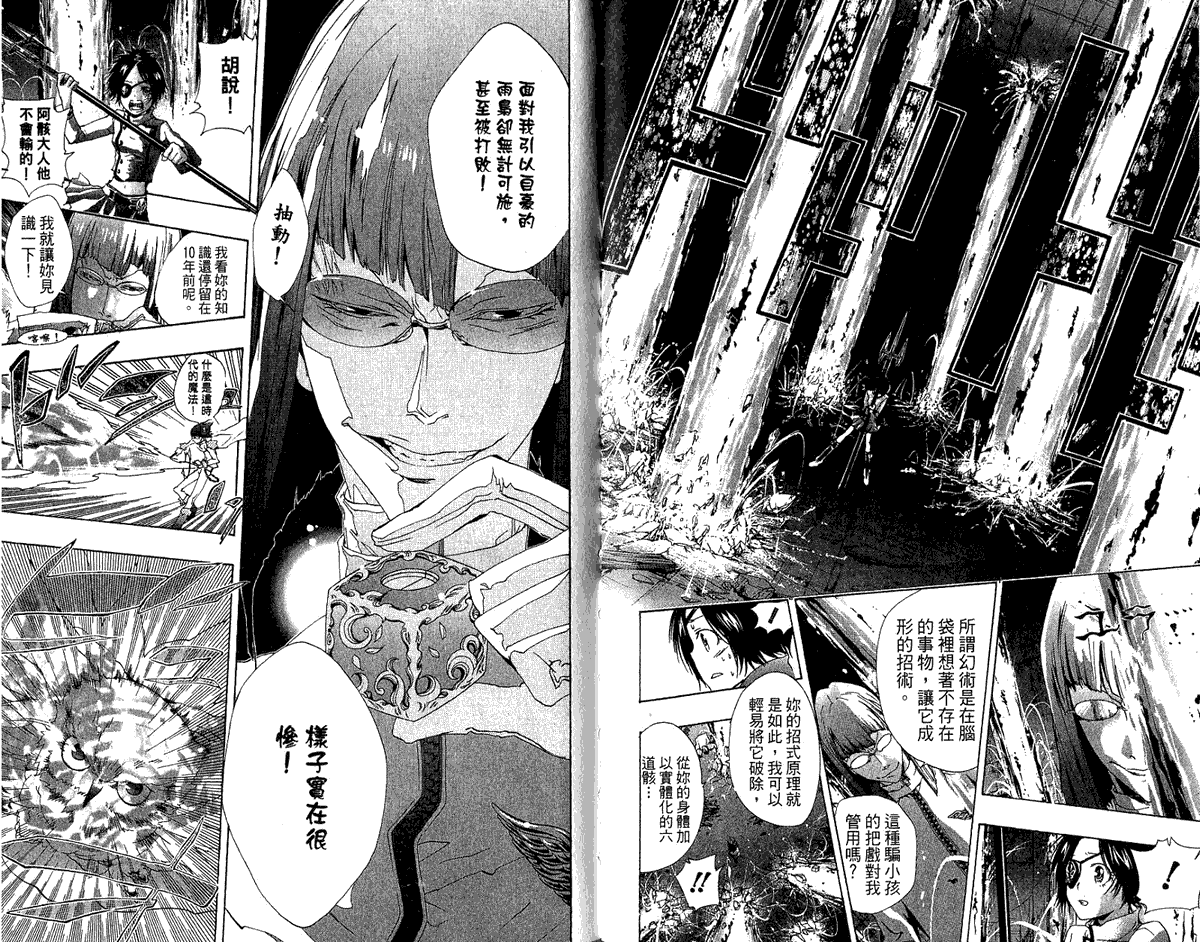 所謂幻術是在腦
袋裡想著不存在
的事物，讓它成
形的招術。
!
這種騙小孩
的把戲對我
管用嗎？
!
妳的招式原理就
是如此，我可以
輕易將它破除，
從妳的身體加
以實體化的六
道骸…
!!
面對我引以自豪的
雨鳥卻無計可施，
甚至被打敗！
抽動！
樣子實在很
慘！
胡說！
阿骸大人他
不會輸的！
我看妳的知
識還停留在
10年前呢。
我就讓妳見
識一下！
喀嚓！
什麼是這時
代的魔法！